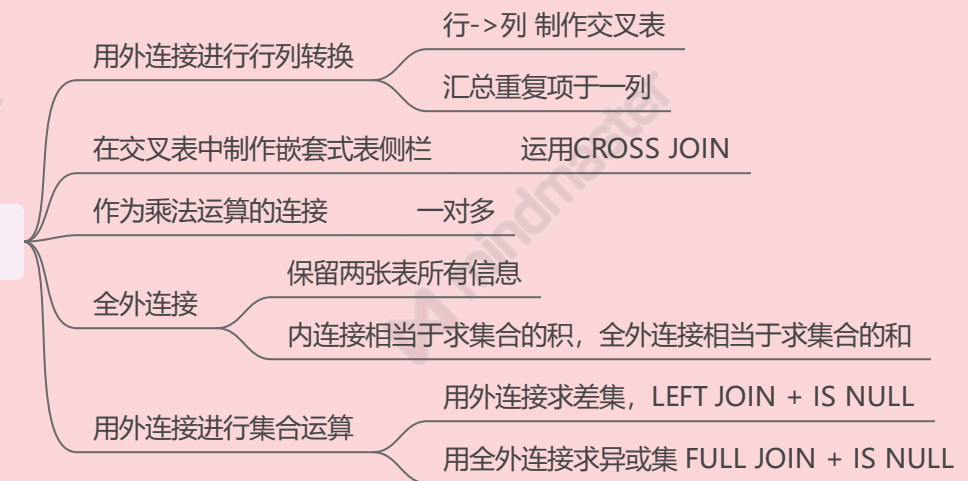 行->列 制作交叉表
用外连接进行行列转换
汇总重复项于一列
在交叉表中制作嵌套式表侧栏 运用CROSS JOIN
作为乘法运算的连接 一对多
保留两张表所有信息
全外连接
内连接相当于求集合的积，全外连接相当于求集合的和
用外连接求差集，LEFT JOIN + IS NULL
用外连接进行集合运算
用全外连接求异或集 FULL JOIN + IS NULL
mindmaster